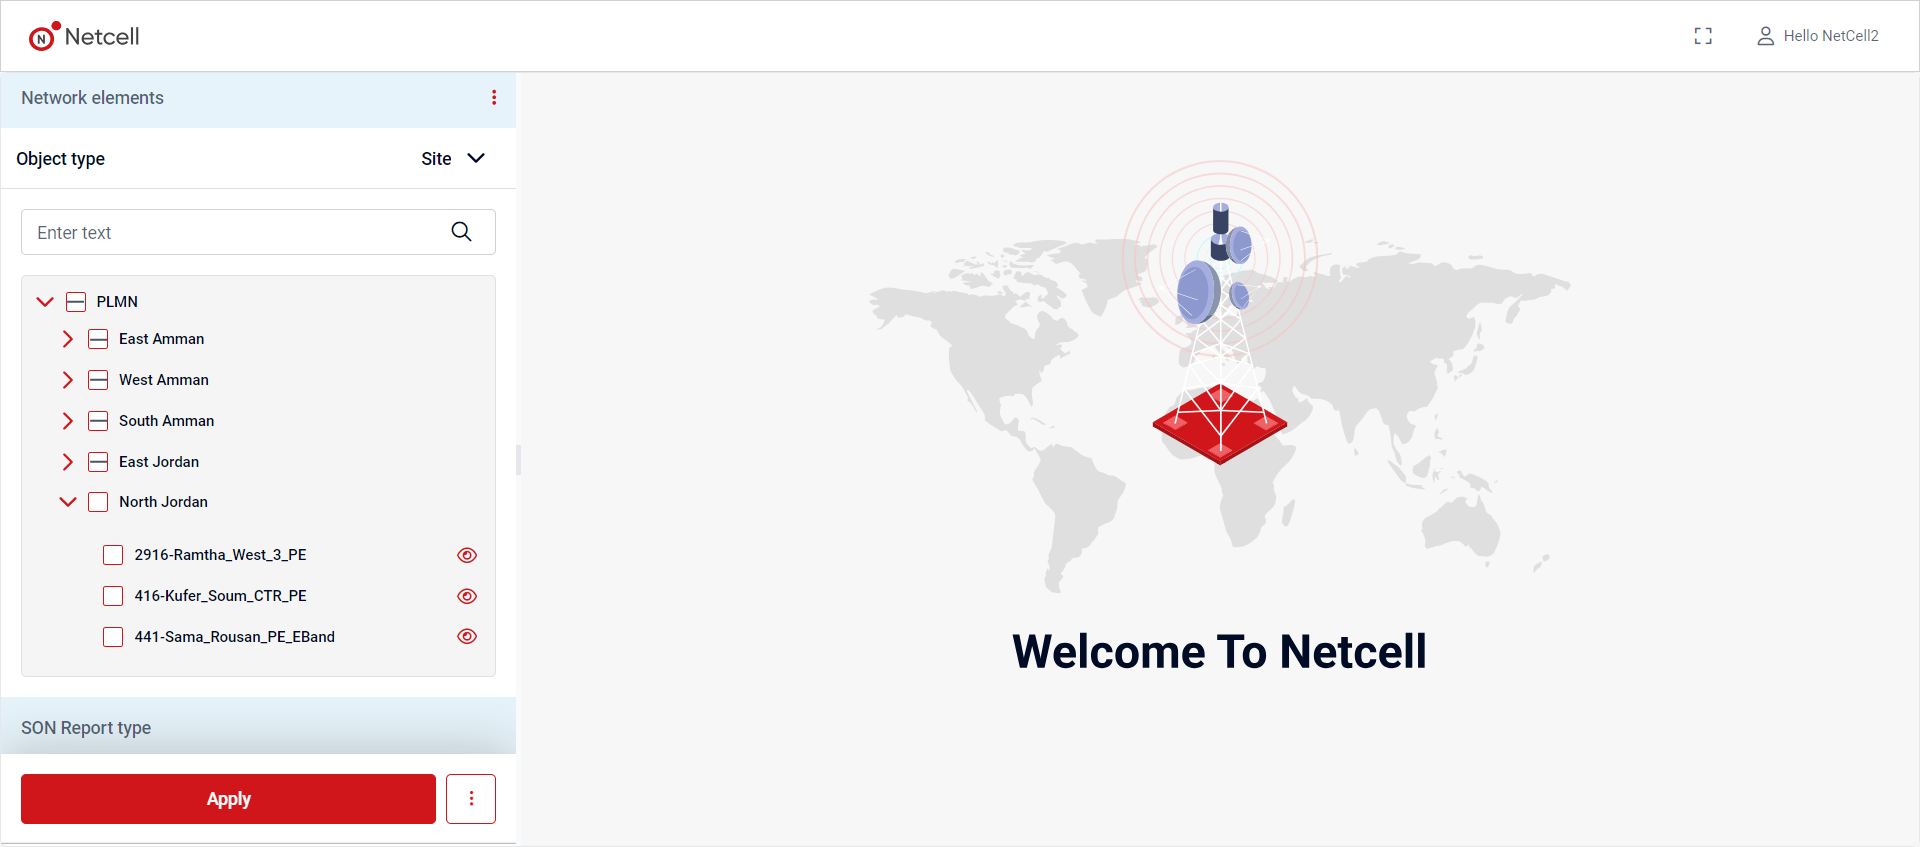 N Netcell
Hello NetCell2
Network elements
Object type
Site
Enter text
PLMN
East Amman
West Amman
South Amman
East Jordan
North Jordan
2916-Ramtha_West_3_PE
416-Kufer_Soum_CTR_PE
441-Sama_Rousan_PE_EBand
SON Report type
Apply
Welcome To Netcell